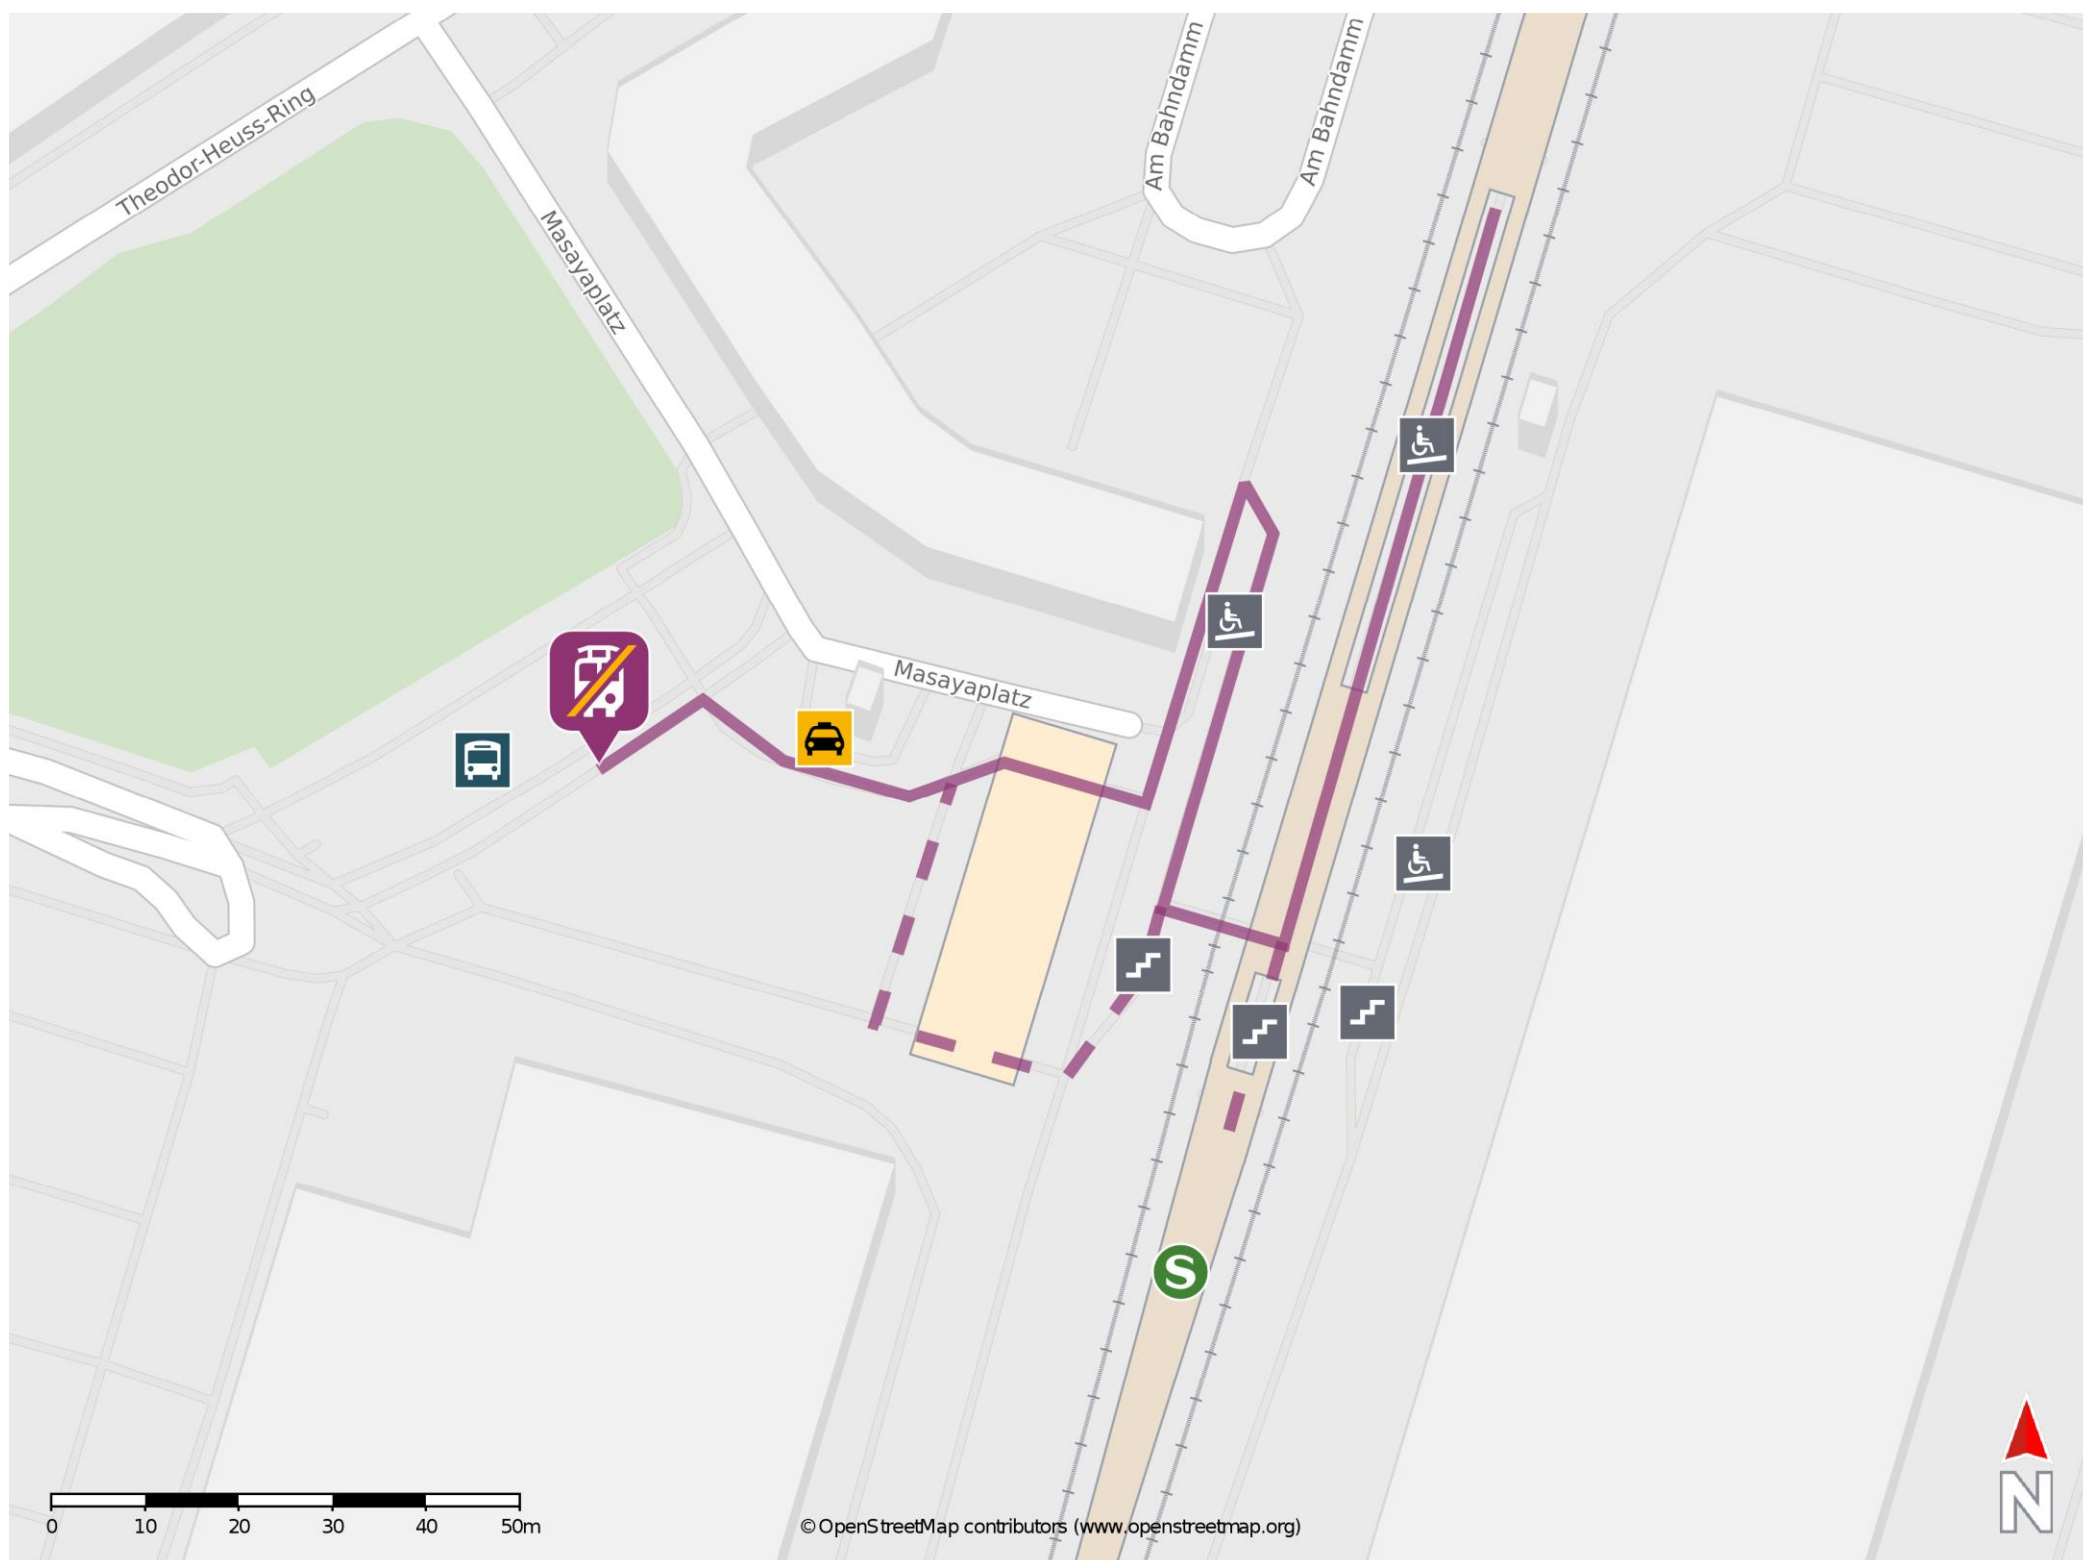 Am Bahndamm
Am Bahndamm
Theodor-Heuss-Ring
Masayaplatz
Masayaplatz
S
0 10 20 30 40 50m
© OpenStreetMap contributors (www.openstreetmap.org)
N